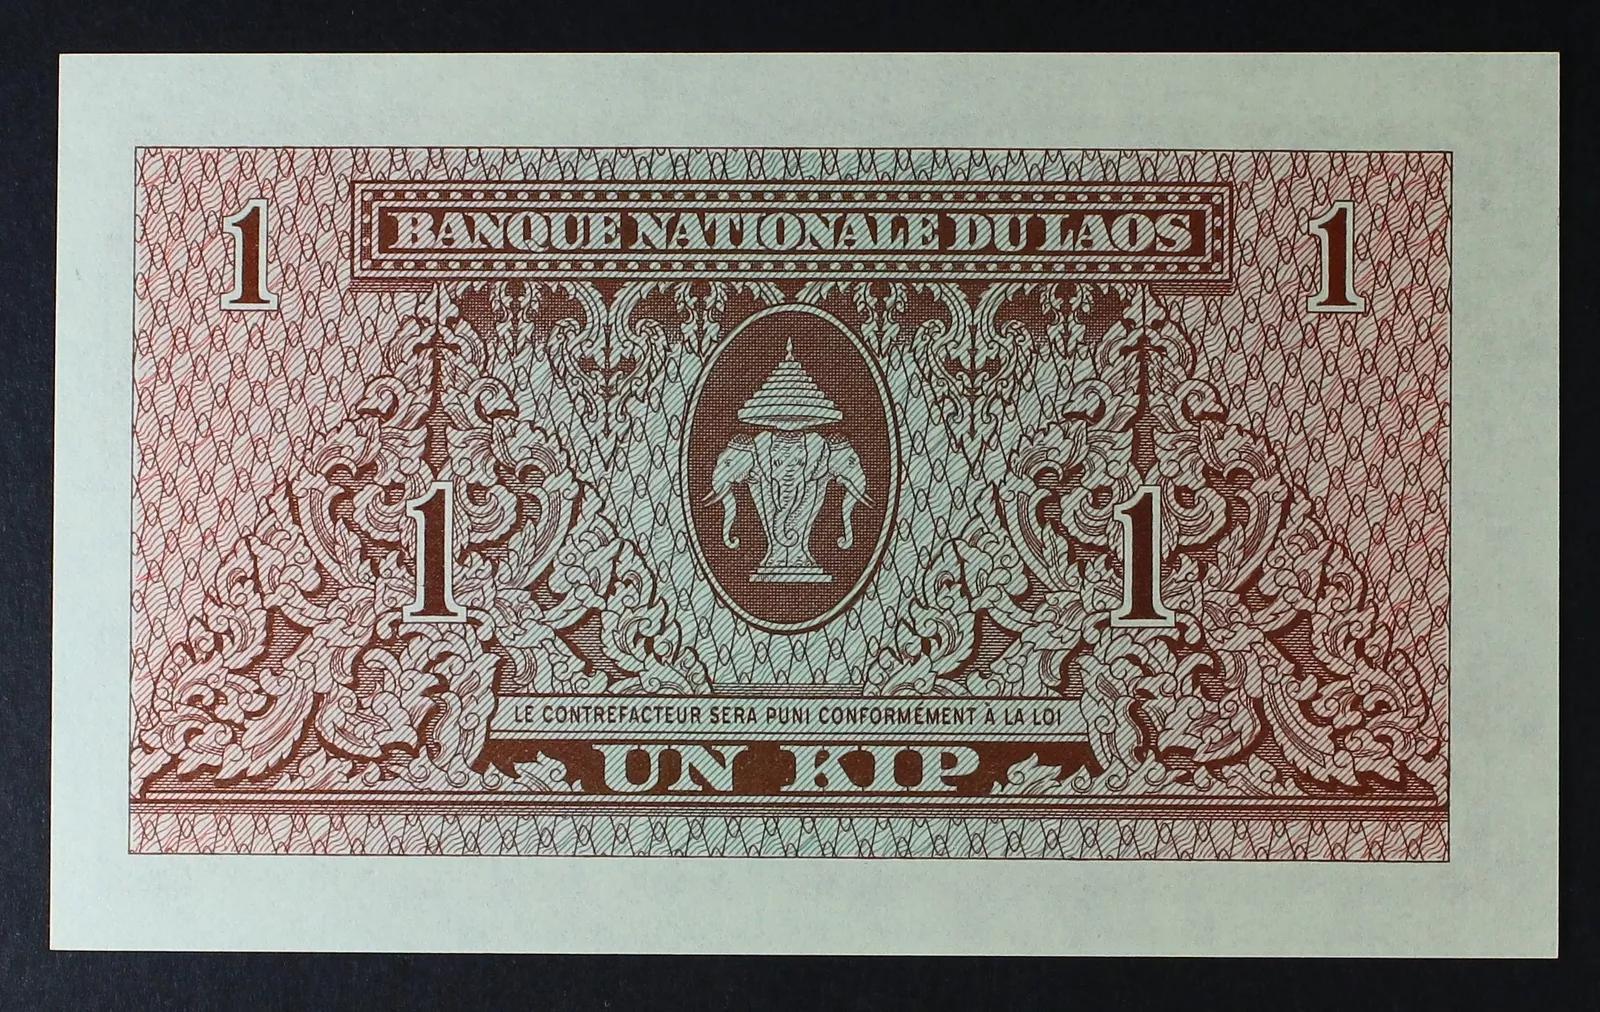 BANQUE NATIONALE DU LAOS
1
1
1
1
LE CONTREFACTEUR SERA PUNI CONFORMÉMENT À LA LOI
UN KIP